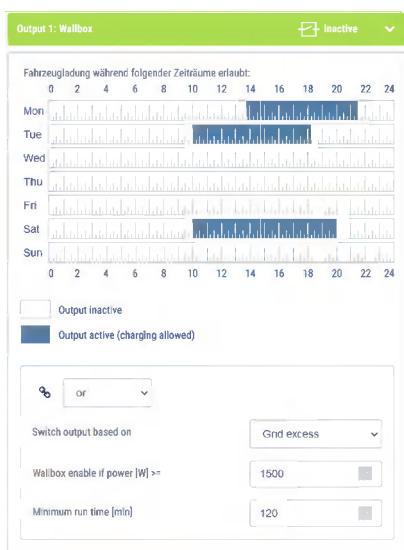 Output 1: Wallbox Inactive
Fahrzeugladung während folgender Zeiträume erlaubt:
0 2 4 6 8 10 12 14 16 18 20 22 24
Mon
Tue
Wed
Thu
Fri
Sat
Sun
0 2 4 6 8 10 12 14 16 18 20 22 24
Output inactive
Output active (charging allowed)
or
Switch output based on Grid excess
Wallbox enable if power [W] >= 1500
Minimum run time [min] 120